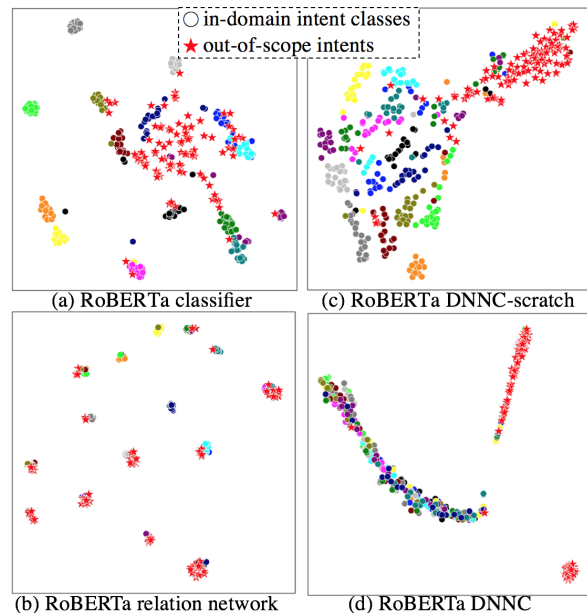 in-domain intent classes
out-of-scope intents
(a) RoBERTa classifier
(c) RoBERTa DNNC-scratch
(b) RoBERTa relation network
(d) RoBERTa DNNC